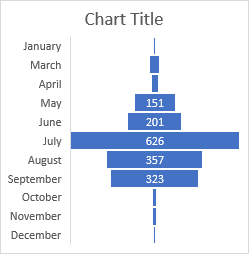 Chart Title
January
March
April
May 151
June 201
July 626
August 357
September 323
October
November
December